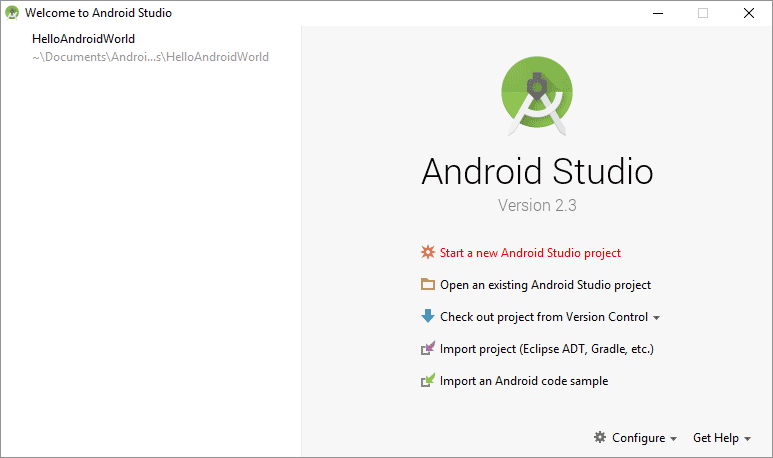 Welcome to Android Studio
HelloAndroidWorld
~\Documents\Androi...s\HelloAndroidWorld
Android Studio
Version 2.3
Start a new Android Studio project
Open an existing Android Studio project
Check out project from Version Control
Import project (Eclipse ADT, Gradle, etc.)
Import an Android code sample
Configure Get Help